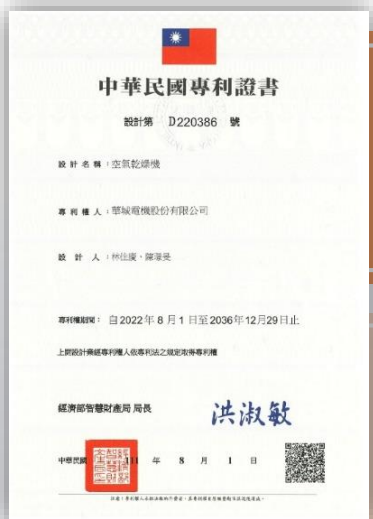 中華民國專利證書
設計第 D220386 號
設計名稱：空氣乾燥機
專利權人：華城電機股份有限公司
設計人：林佳慶、
專利權期間：自2022年8月1日至2036年12月29日止
上開設計業經專利權人依專利法之規定取得專利權
經濟部智慧財產局 局長
洪淑敏
中華民國 111 年 8 月 1 日